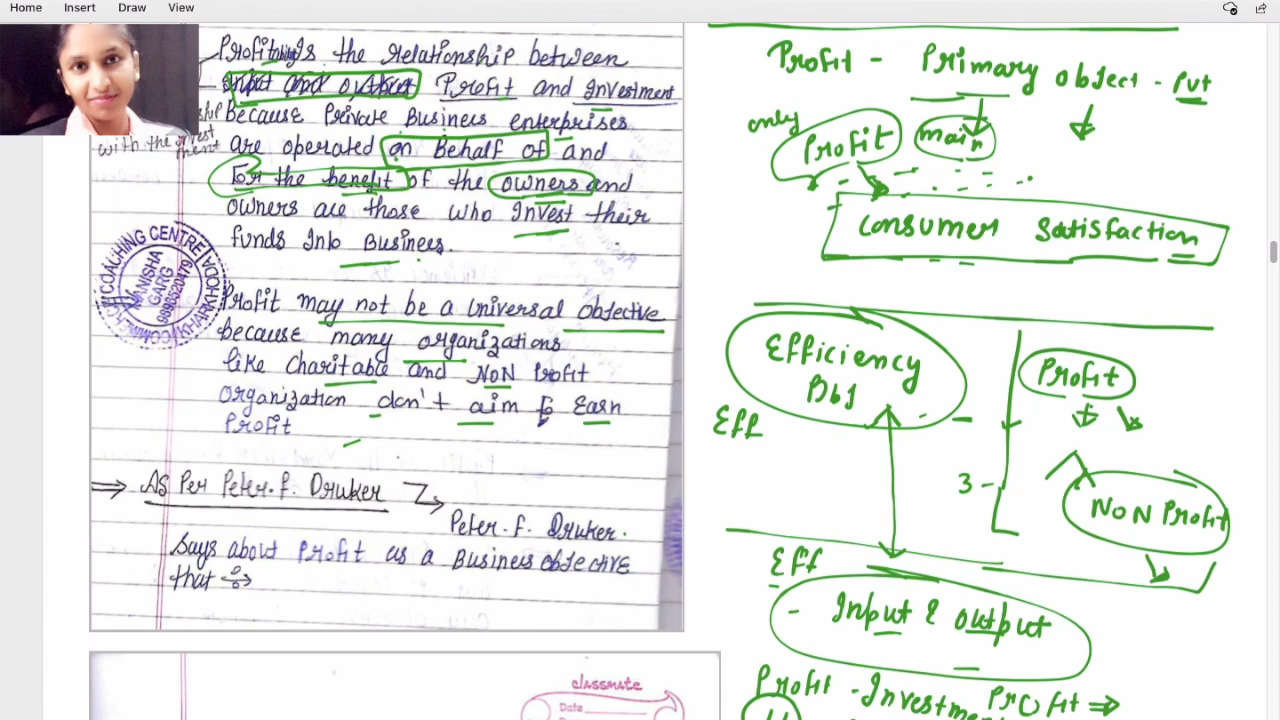 Home Insert Draw View
Profitability is the relationship between
input and output Profit and Investment
Because Private Business enterprises
with the invest
ment
are operated on Behalf of and
for the benefit of the owners and
owners are those who Invest their
funds Into Business.
COACHING CENTRE
MANISHA
GARG
Profit may not be a Universal objective
because many organizations
like Charitable and NON Profit
organization don't aim to Earn
Profit
⇒ As Per Peter. f. Druker
Peter. f. Druker.
says about Profit as a Business objective
that
classmate
Date
Profit - Primary object - Pvt
only
Profit main
Consumer Satisfaction
Efficiency
Obj
Eff
Profit
3 -
NON Profit
Eff
- Input & output
Profit - Investment Profit ⇒